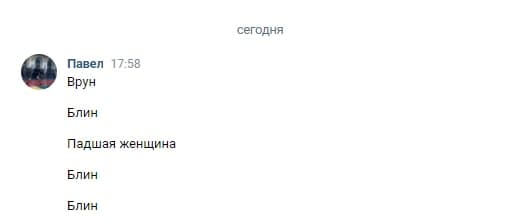 сегодня
Павел 17:58
Врун
Блин
Падшая женщина
Блин
Блин